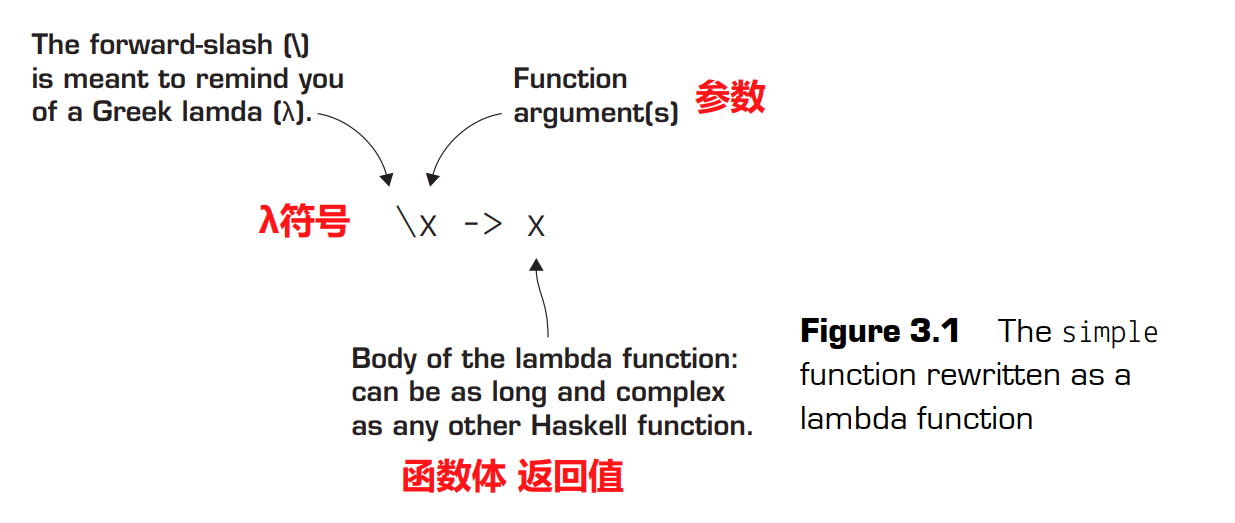 The forward-slash (\)
is meant to remind you
of a Greek lamda (λ).
Function
argument(s)
参数
λ符号
\x -> x
Body of the lambda function:
can be as long and complex
as any other Haskell function.
函数体 返回值
Figure 3.1 The simple
function rewritten as a
lambda function